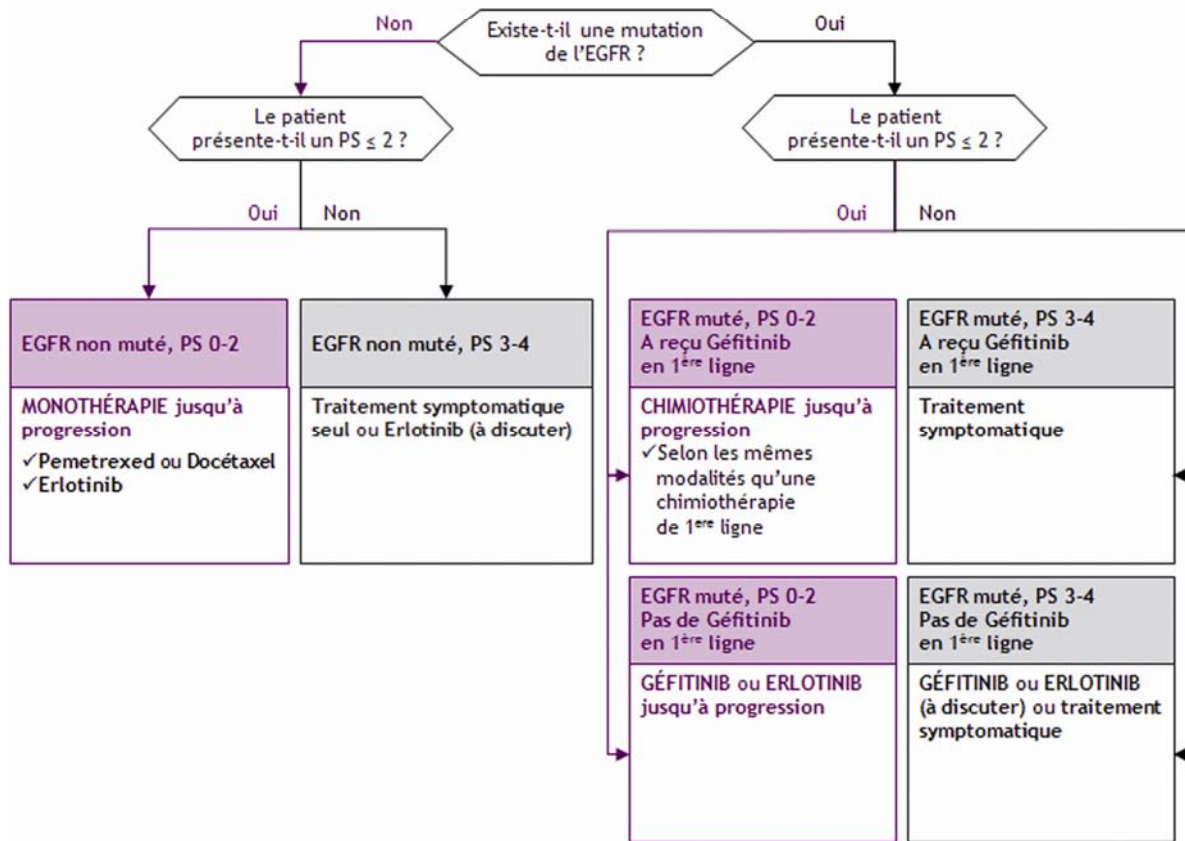 Non
Existe-t-il une mutation
de l'EGFR ?
Oui
Le patient
présente-t-il un PS ≤ 2 ?
Le patient
présente-t-il un PS ≤ 2 ?
Oui
Non
Oui
Non
EGFR non muté, PS 0-2
MONOTHÉRAPIE jusqu'à
progression
✓Pemetrexed ou Docétaxel
✓Erlotinib
EGFR non muté, PS 3-4
Traitement symptomatique
seul ou Erlotinib (à discuter)
EGFR muté, PS 0-2
A reçu Géfitinib
en 1ère ligne
CHIMIOTHÉRAPIE jusqu'à
progression
✓Selon les mêmes
modalités qu'une
chimiothérapie
de 1ere ligne
EGFR muté, PS 3-4
A reçu Géfitinib
en 1ère ligne
Traitement
symptomatique
EGFR muté, PS 0-2
Pas de Géfitinib
en 1ère ligne
GÉFITINIB ou ERLOTINIB
jusqu'à progression
EGFR muté, PS 3-4
Pas de Géfitinib
en 1ère ligne
GÉFITINIB ou ERLOTINIB
(à discuter) ou traitement
symptomatique